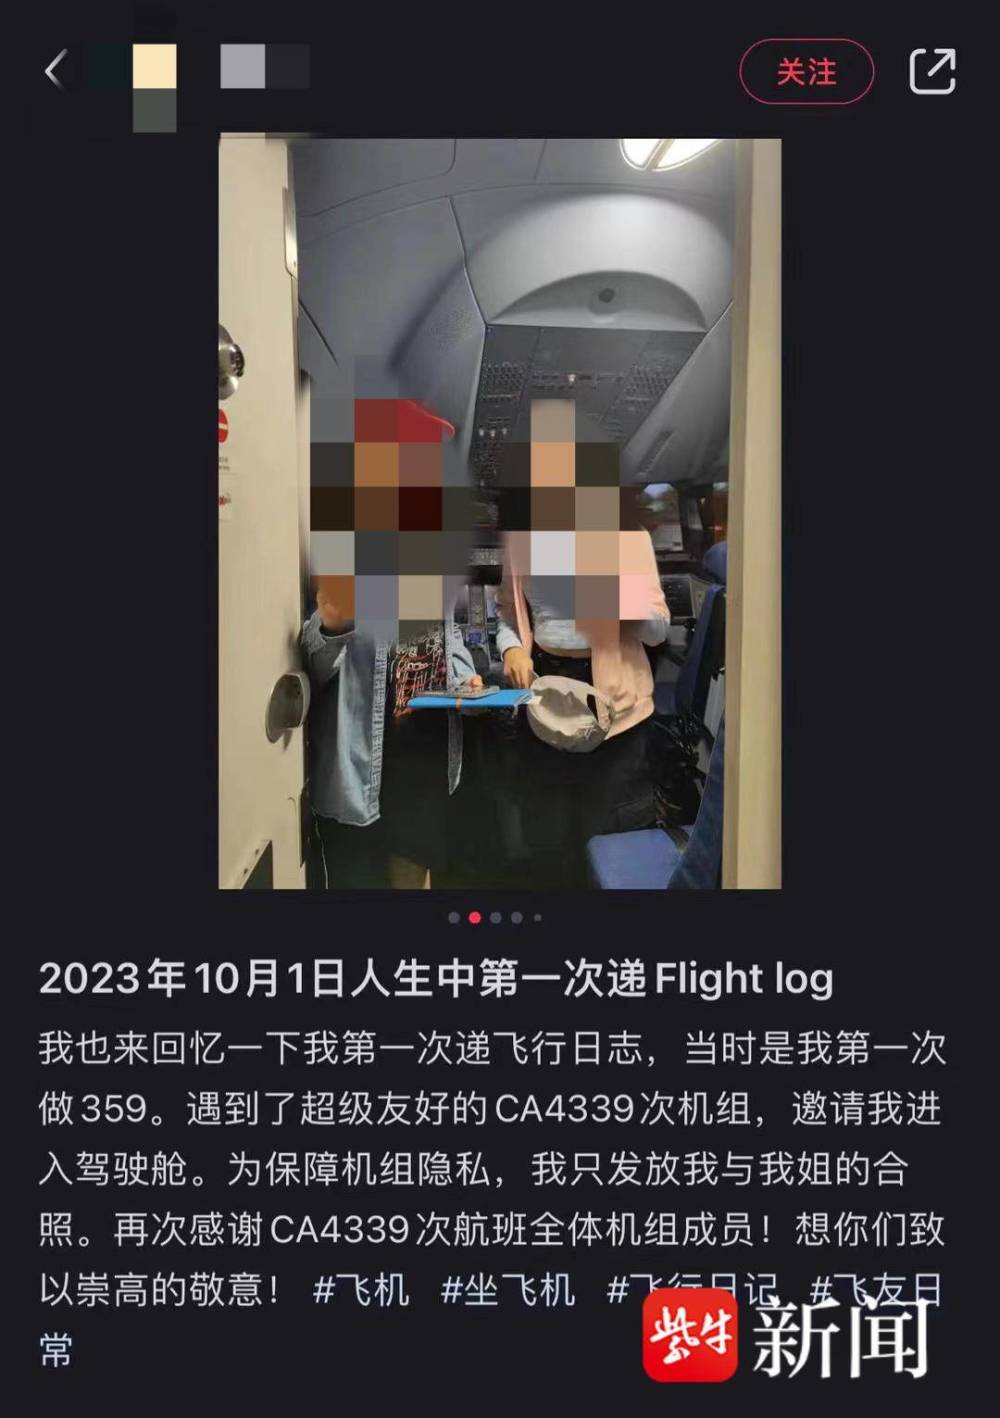 关注
2023年10月1日人生中第一次递Flight log
我也来回忆一下我第一次递飞行日志，当时是我第一次
做359。遇到了超级友好的CA4339次机组，邀请我进
入驾驶舱。为保障机组隐私，我只发放我与我姐的合
照。再次感谢CA4339次航班全体机组成员！想你们致
以崇高的敬意！ #飞机 #坐飞机 #飞行日记 #飞友日
常
紫牛新闻